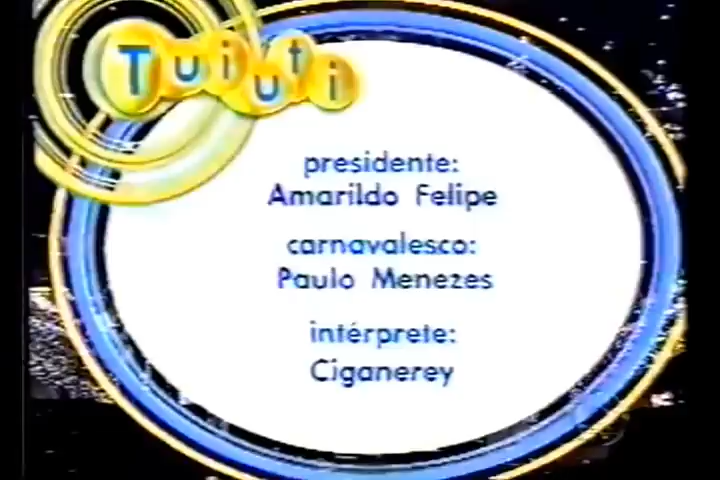 Tuiuti
presidente:
Amarildo Felipe
carnavalesco:
Paulo Menezes
intérprete:
Ciganerey